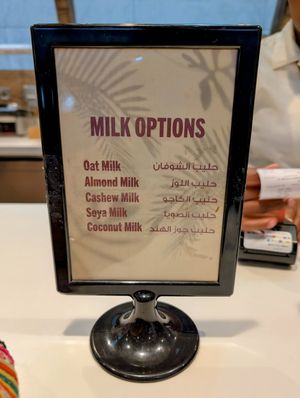 MILK OPTIONS
Oat Milk حليب الشوفان
Almond Milk حليب اللوز
Cashew Milk حليب الكاجو
Soya Milk حليب الصويا
Coconut Milk حليب جوز الهند